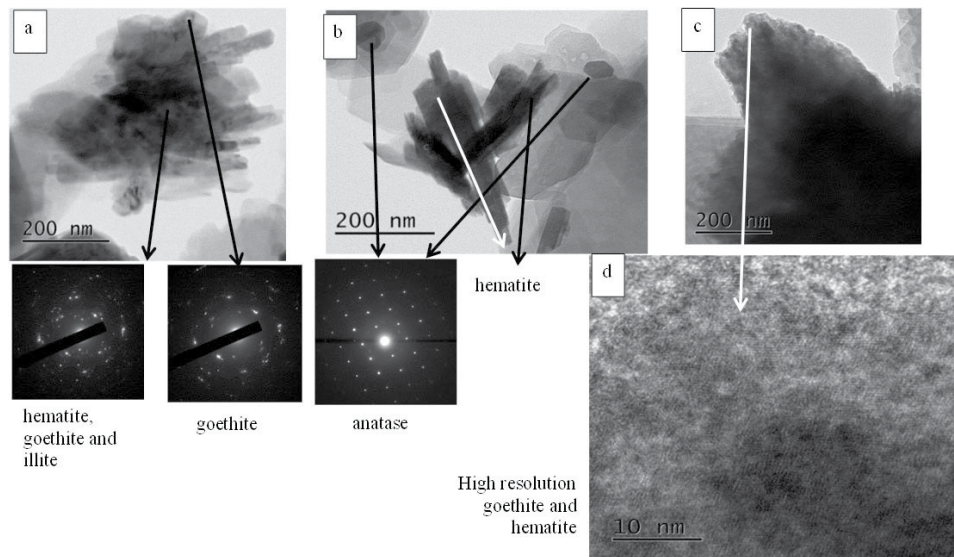 a
b
c
200 nm
200 nm
200 nm
hematite
d
hematite,
goethite and
illite
goethite
anatase
High resolution
goethite and
hematite
10 nm